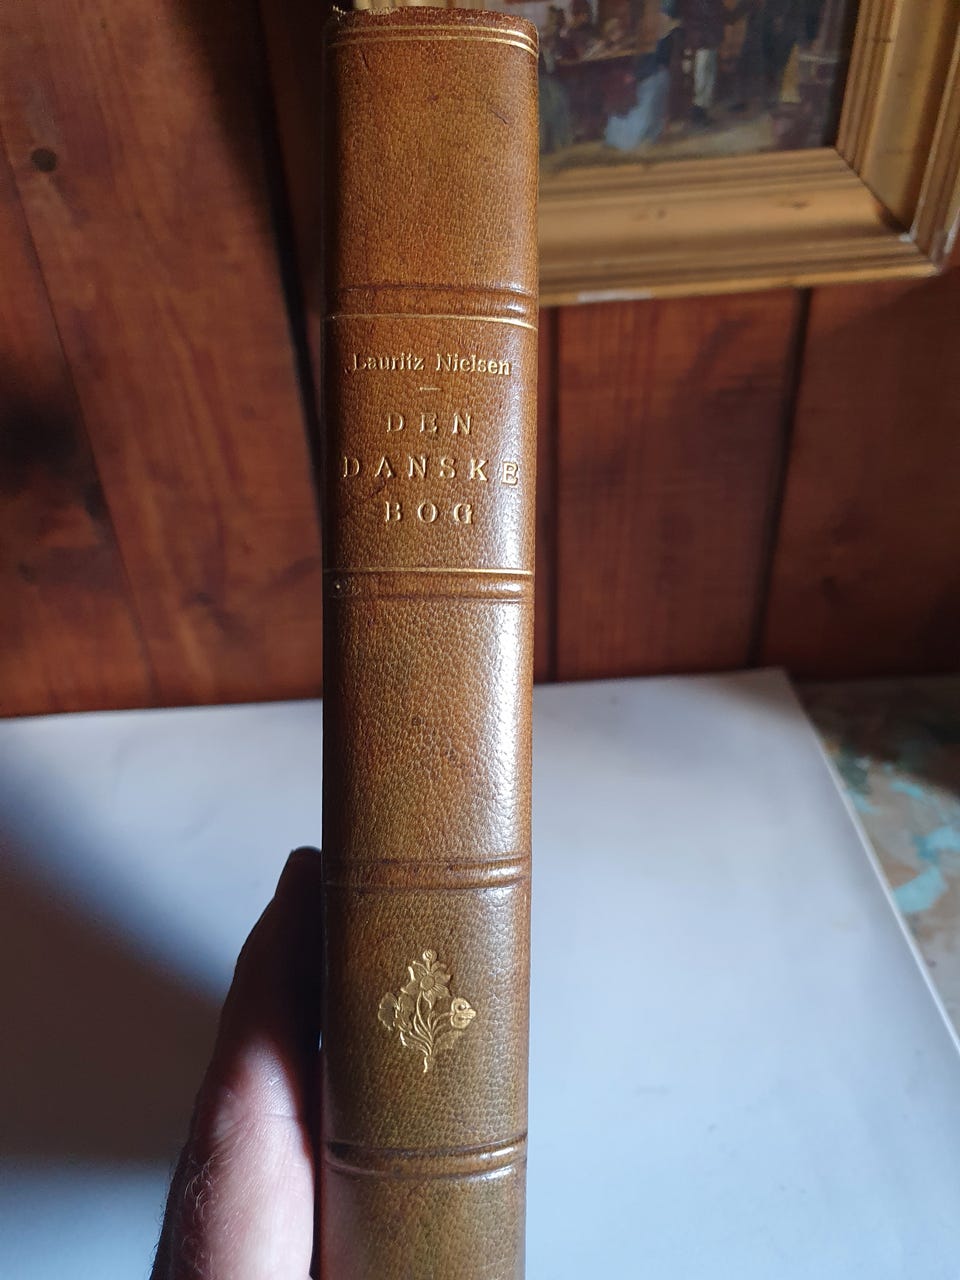 Lauritz Nielsen
DEN
DANSKE
BOG